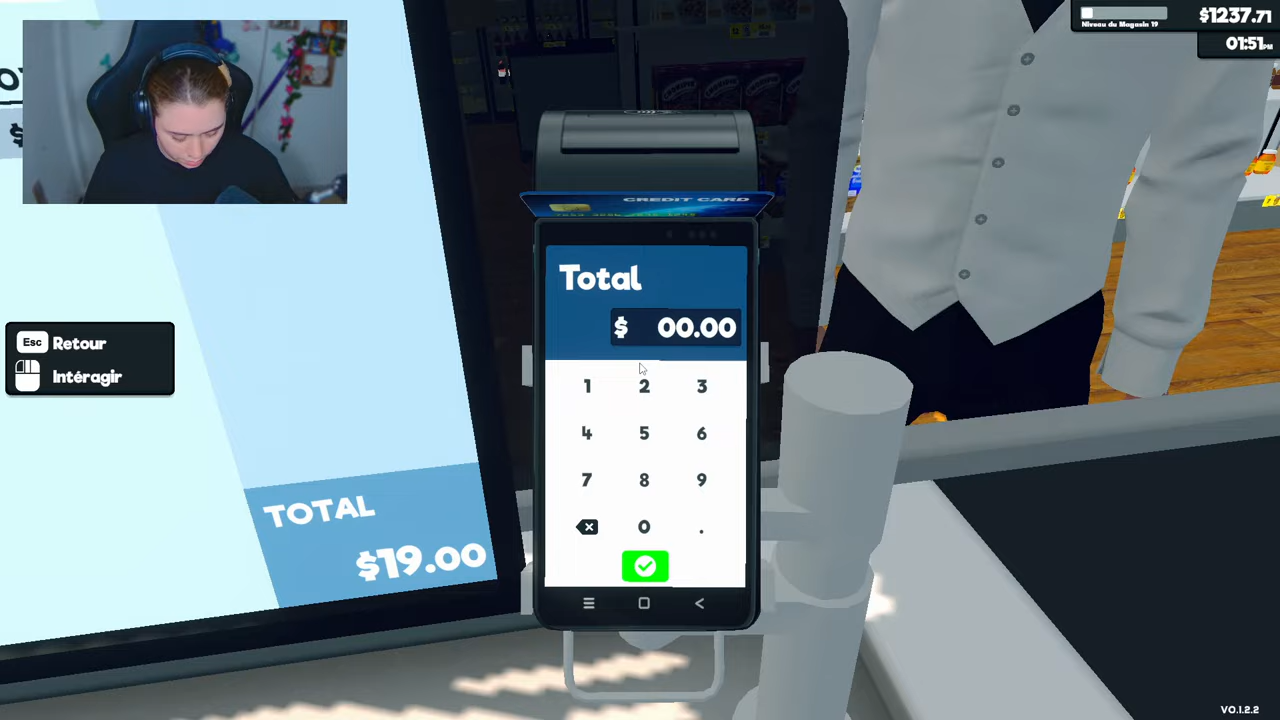 $1237.71
Niveau du Magasin 19
01:51PM
CREDIT CARD
Total
$ 00.00
Esc Retour
Intéragir
1 2 3
4 5 6
7 8 9
0 .
TOTAL
$19.00
V0.1.2.2